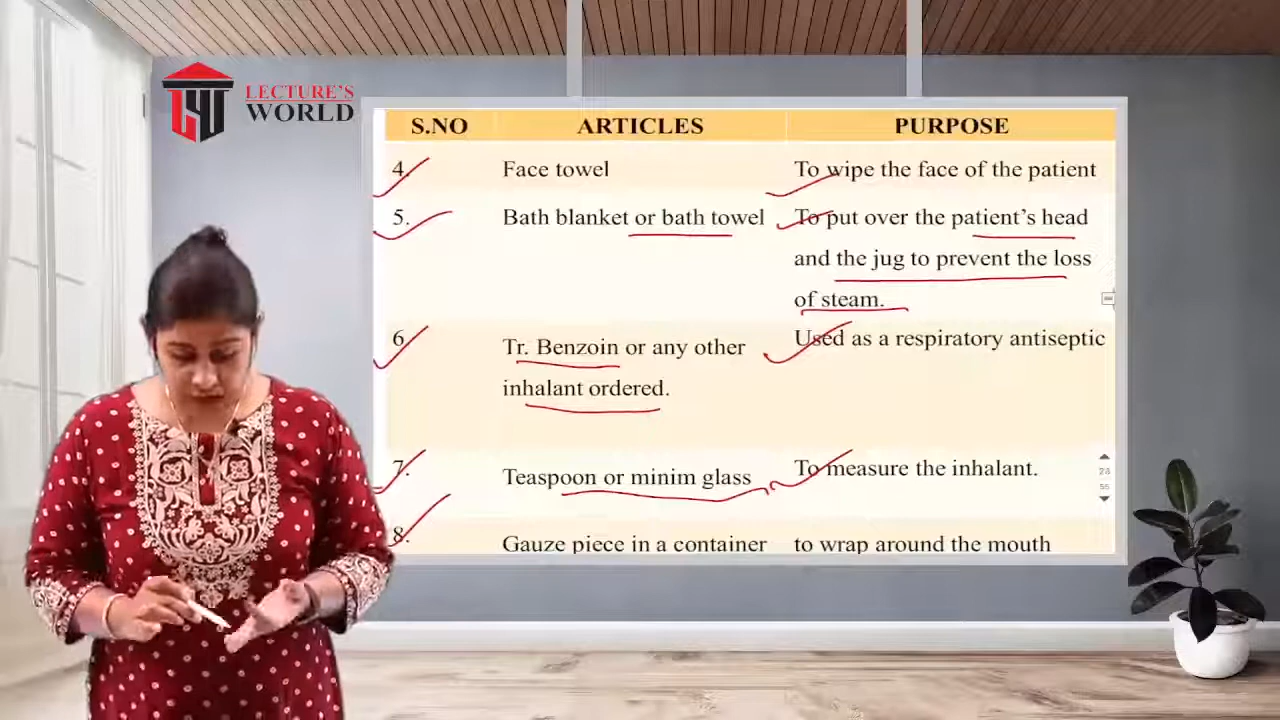 LECTURE'S
WORLD
S.NO ARTICLES PURPOSE
4. Face towel To wipe the face of the patient
5. Bath blanket or bath towel To put over the patient's head
and the jug to prevent the loss
of steam.
6 Used as a respiratory antiseptic
Tr. Benzoin or any other
inhalant ordered.
7. Teaspoon or minim glass To measure the inhalant.
8. Gauze piece in a container to wrap around the mouth
24
55